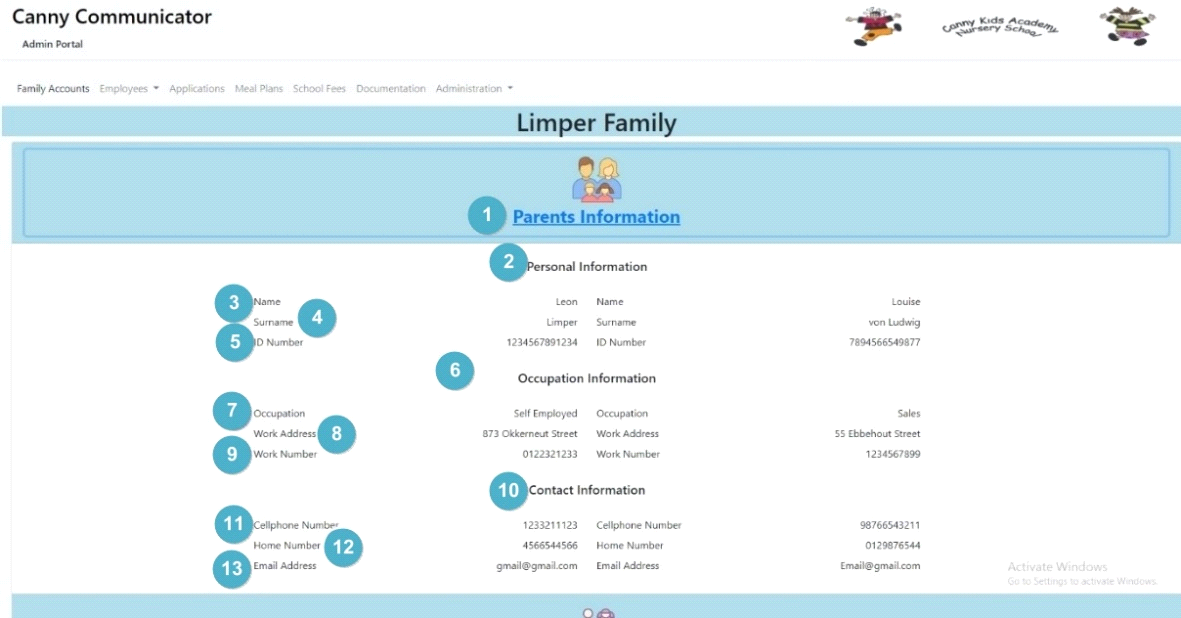 Canny Communicator
Admin Portal
Canny Kids Academy
Nursery School
Family Accounts Employees Applications Meal Plans School Fees Documentation Administration
Limper Family
1 Parents Information
2 Personal Information
3 Name Leon Name Louise
Surname 4 Limper Surname von Ludwig
5 ID Number 1234567891234 ID Number 7894566549877
6 Occupation Information
7 Occupation Self Employed Occupation Sales
Work Address 8 873 Okkerneut Street Work Address 55 Ebbehout Street
9 Work Number 0122321233 Work Number 1234567899
10 Contact Information
11 Cellphone Number 1233211123 Cellphone Number 98766543211
Home Number 12 4566544566 Home Number 0129876544
13 Email Address gmail@gmail.com Email Address Email@gmail.com
Activate Windows
Go to Settings to activate Windows.